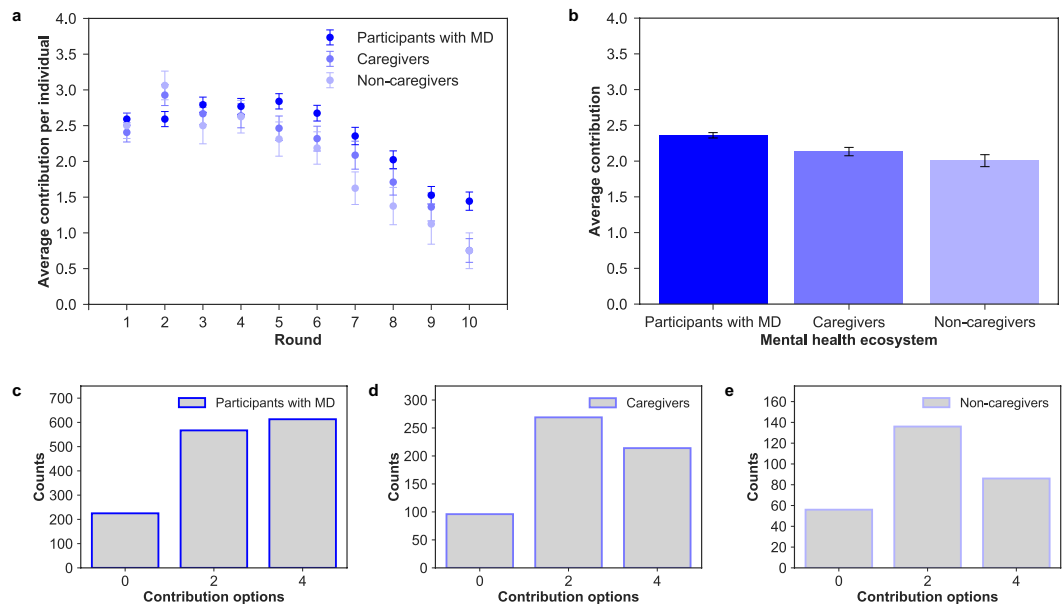 a
Average contribution per individual
4.0
3.5
3.0
2.5
2.0
1.5
1.0
0.5
0.0
Participants with MD
Caregivers
Non-caregivers
1 2 3 4 5 6 7 8 9 10
Round
b
Average contribution
4.0
3.5
3.0
2.5
2.0
1.5
1.0
0.5
0.0
Participants with MD Caregivers Non-caregivers
Mental health ecosystem
c
Counts
700
600
500
400
300
200
100
0
Participants with MD
0 2 4
Contribution options
d
Counts
300
250
200
150
100
50
0
Caregivers
0 2 4
Contribution options
e
Counts
160
140
120
100
80
60
40
20
0
Non-caregivers
0 2 4
Contribution options